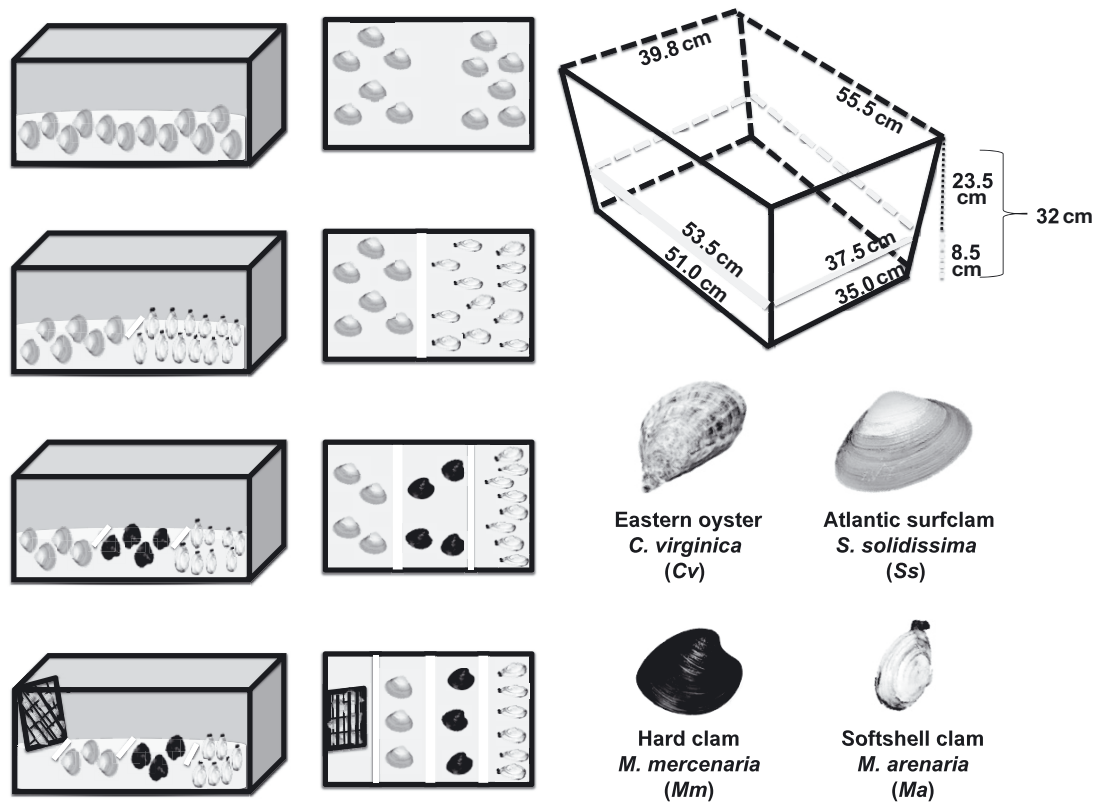 39.8 cm
55.5 cm
23.5
cm
32 cm
8.5
cm
53.5 cm
37.5 cm
51.0 cm
35.0 cm
Eastern oyster
C. virginica
(Cv)
Atlantic surfclam
S. solidissima
(Ss)
Hard clam
M. mercenaria
(Mm)
Softshell clam
M. arenaria
(Ma)